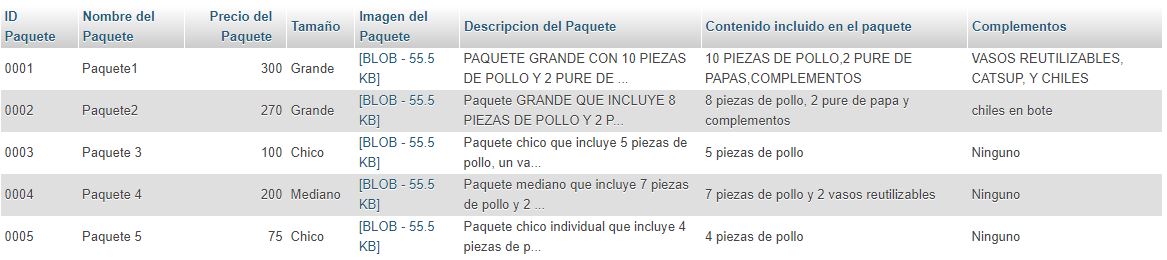 ID Paquete Nombre del Paquete Precio del Paquete Tamaño Imagen del Paquete Descripcion del Paquete Contenido incluido en el paquete Complementos
0001 Paquete1 300 Grande [BLOB - 55.5 KB] PAQUETE GRANDE CON 10 PIEZAS DE POLLO Y 2 PURE DE ... 10 PIEZAS DE POLLO,2 PURE DE PAPAS,COMPLEMENTOS VASOS REUTILIZABLES, CATSUP, Y CHILES
0002 Paquete2 270 Grande [BLOB - 55.5 KB] Paquete GRANDE QUE INCLUYE 8 PIEZAS DE POLLO Y 2 P... 8 piezas de pollo, 2 pure de papa y complementos chiles en bote
0003 Paquete 3 100 Chico [BLOB - 55.5 KB] Paquete chico que incluye 5 piezas de pollo, un va... 5 piezas de pollo Ninguno
0004 Paquete 4 200 Mediano [BLOB - 55.5 KB] Paquete mediano que incluye 7 piezas de pollo y 2 ... 7 piezas de pollo y 2 vasos reutilizables Ninguno
0005 Paquete 5 75 Chico [BLOB - 55.5 KB] Paquete chico individual que incluye 4 piezas de p... 4 piezas de pollo Ninguno